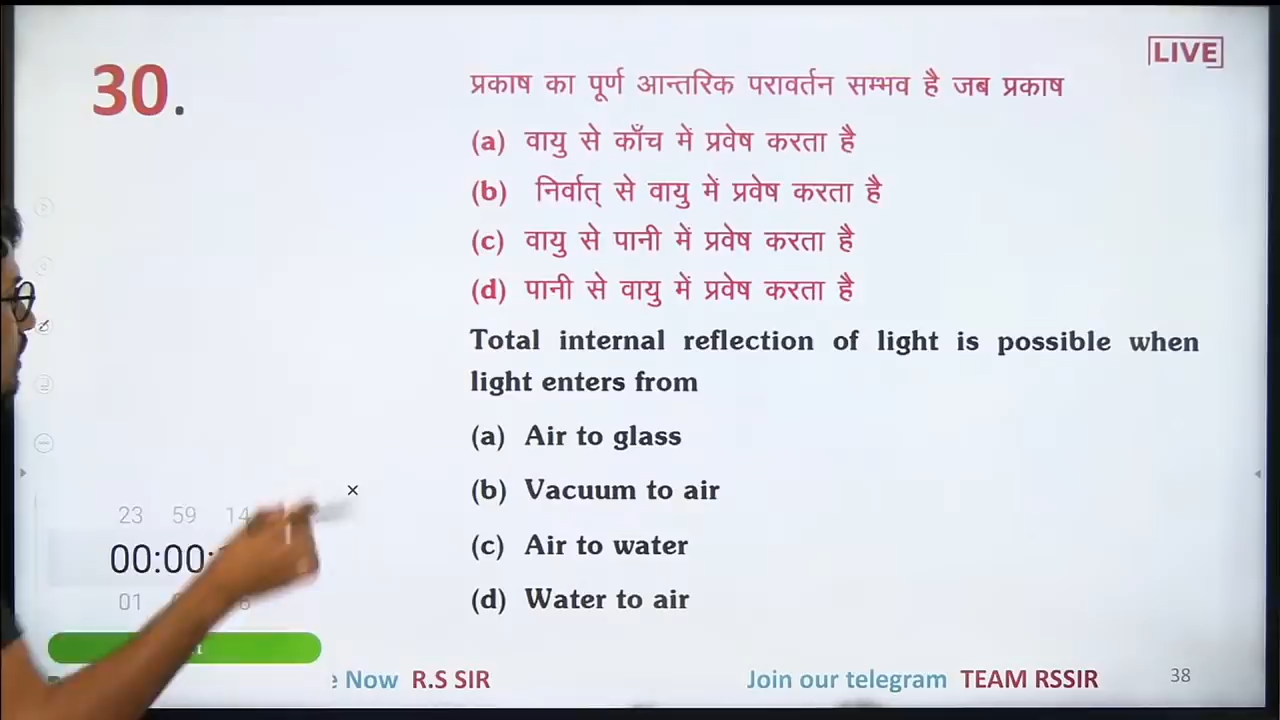 LIVE
30.
प्रकाष का पूर्ण आन्तरिक परावर्तन सम्भव है जब प्रकाष
(a) वायु से काँच में प्रवेष करता है
(b) निर्वात् से वायु में प्रवेष करता है
(c) वायु से पानी में प्रवेष करता है
(d) पानी से वायु में प्रवेष करता है
Total internal reflection of light is possible when
light enters from
(a) Air to glass
(b) Vacuum to air
(c) Air to water
(d) Water to air
×
23 59 14
00:00:
01
Now R.S SIR
Join our telegram TEAM RSSIR
38